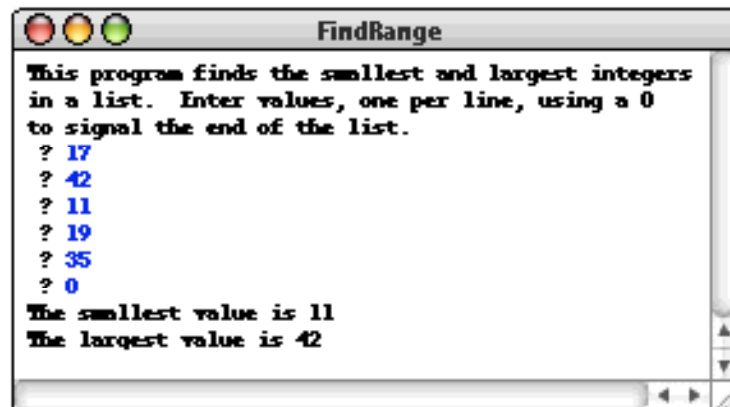 FindRange
This program finds the smallest and largest integers
in a list. Enter values, one per line, using a 0
to signal the end of the list.
? 17
? 42
? 11
? 19
? 35
? 0
The smallest value is 11
The largest value is 42